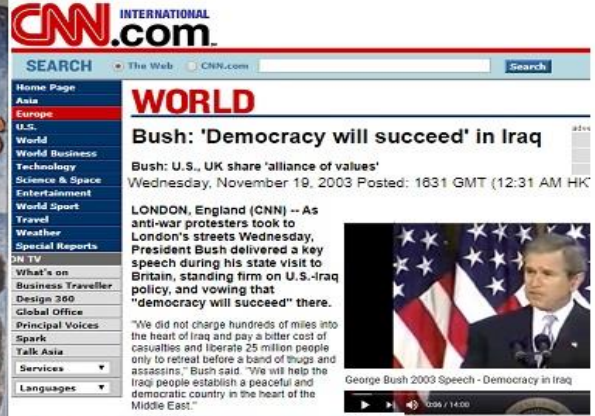 CNN INTERNATIONAL
.com
SEARCH The Web CNN.com Search
Home Page
Asia
Europe
U.S.
World
World Business
Technology
Science & Space
Entertainment
World Sport
Travel
Weather
Special Reports
ON TV
What's on
Business Traveller
Design 360
Global Office
Principal Voices
Spark
Talk Asia
Services
Languages
WORLD
Bush: 'Democracy will succeed' in Iraq
Bush: U.S., UK share 'alliance of values'
Wednesday, November 19, 2003 Posted: 1631 GMT (12:31 AM HKT
LONDON, England (CNN) -- As
anti-war protesters took to
London's streets Wednesday,
President Bush delivered a key
speech during his state visit to
Britain, standing firm on U.S.-Iraq
policy, and vowing that
"democracy will succeed" there.
"We did not charge hundreds of miles into
the heart of Iraq and pay a bitter cost of
casualties and liberate 25 million people
only to retreat before a band of thugs and
assassins," Bush said. "We will help the
Iraqi people establish a peaceful and
democratic country in the heart of the
Middle East."
George Bush 2003 Speech - Democracy in Iraq
0:06 / 14:00